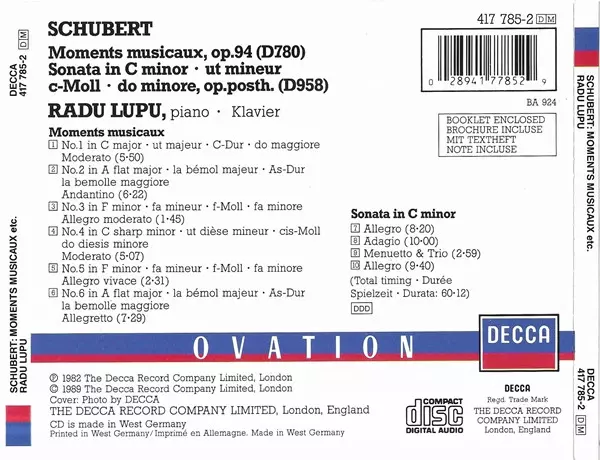 SCHUBERT
417 785-2 DM
Moments musicaux, op.94 (D780)
Sonata in C minor · ut mineur
c-Moll · do minore, op.posth. (D958)
RADU LUPU, piano · Klavier
0 28941 77852 9
BA 924
BOOKLET ENCLOSED
BROCHURE INCLUSE
MIT TEXTHEFT
NOTE INCLUSE
Moments musicaux
1 No.1 in C major · ut majeur · C-Dur · do maggiore
Moderato (5·50)
2 No.2 in A flat major · la bémol majeur · As-Dur
la bemolle maggiore
Andantino (6·22)
3 No.3 in F minor · fa mineur · f-Moll · fa minore
Allegro moderato (1·45)
4 No.4 in C sharp minor · ut dièse mineur · cis-Moll
do diesis minore
Moderato (5·07)
5 No.5 in F minor · fa mineur · f-Moll · fa minore
Allegro vivace (2·31)
6 No.6 in A flat major · la bémol majeur · As-Dur
la bemolle maggiore
Allegretto (7·29)
Sonata in C minor
7 Allegro (8·20)
8 Adagio (10·00)
9 Menuetto & Trio (2·59)
10 Allegro (9·40)
(Total timing · Durée
Spielzeit · Durata: 60·12)
DDD
OVATION
DECCA
℗ 1982 The Decca Record Company Limited, London
© 1989 The Decca Record Company Limited, London
Cover: Photo by DECCA
THE DECCA RECORD COMPANY LIMITED, London, England
CD is made in West Germany
Printed in West Germany/Imprimé en Allemagne. Made in West Germany
COMPACT
disc
DIGITAL AUDIO
DECCA
Regd. Trade Mark
THE DECCA RECORD
COMPANY LIMITED
London, England
DECCA
417 785-2 DM
SCHUBERT: MOMENTS MUSICAUX etc.
RADU LUPU
SCHUBERT: MOMENTS MUSICAUX etc.
RADU LUPU
DECCA
417 785-2 DM